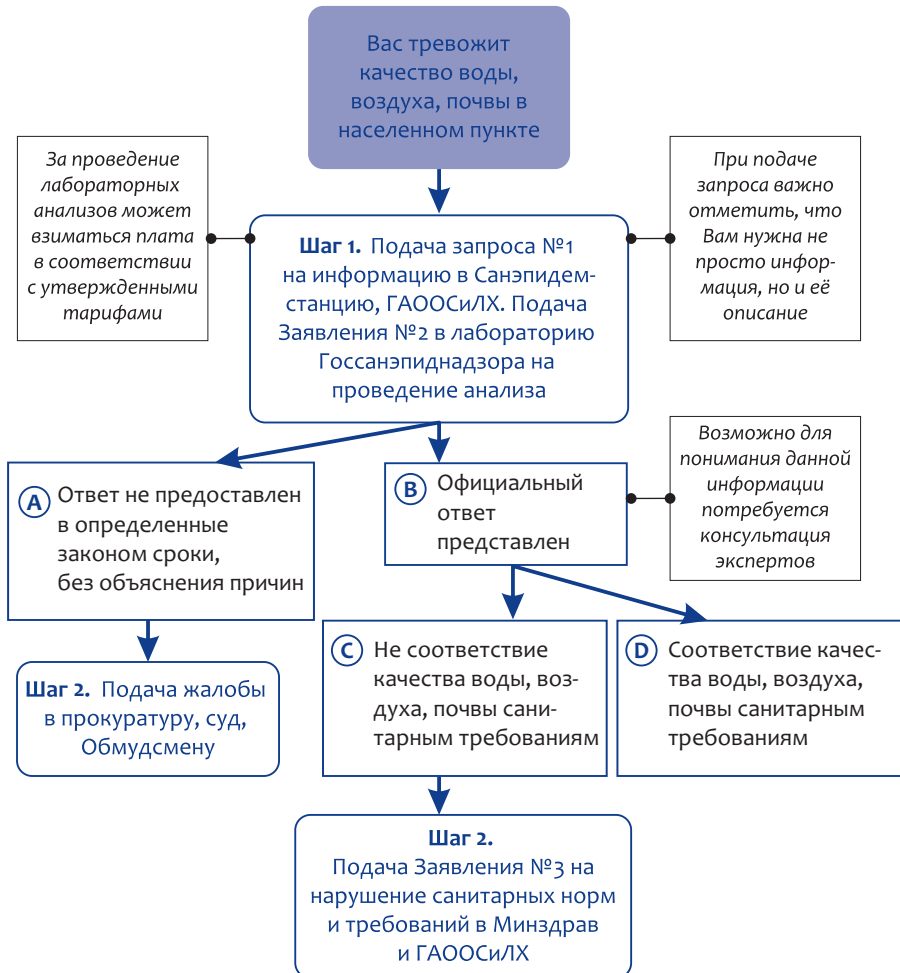 Вас тревожит
качество воды,
воздуха, почвы в
населенном пункте
За проведение
лабораторных
анализов может
взиматься плата
в соответствии
с утвержденными
тарифами
При подаче
запроса важно
отметить, что
Вам нужна не
просто инфор-
мация, но и её
описание
Шаг 1. Подача запроса №1
на информацию в Санэпидем-
станцию, ГАООСиЛХ. Подача
Заявления №2 в лабораторию
Госсанэпиднадзора на
проведение анализа
Возможно для
понимания данной
информации
потребуется
консультация
экспертов
A Ответ не предоставлен
в определенные
законом сроки,
без объяснения причин
B Официальный
ответ
представлен
Шаг 2. Подача жалобы
в прокуратуру, суд,
Обмудсмену
C Не соответствие
качества воды, воз-
духа, почвы сани-
тарным требованиям
D Соответствие качес-
тва воды, воздуха,
почвы санитарным
требованиям
Шаг 2.
Подача Заявления №3 на
нарушение санитарных норм
и требований в Минздрав
и ГАООСиЛХ